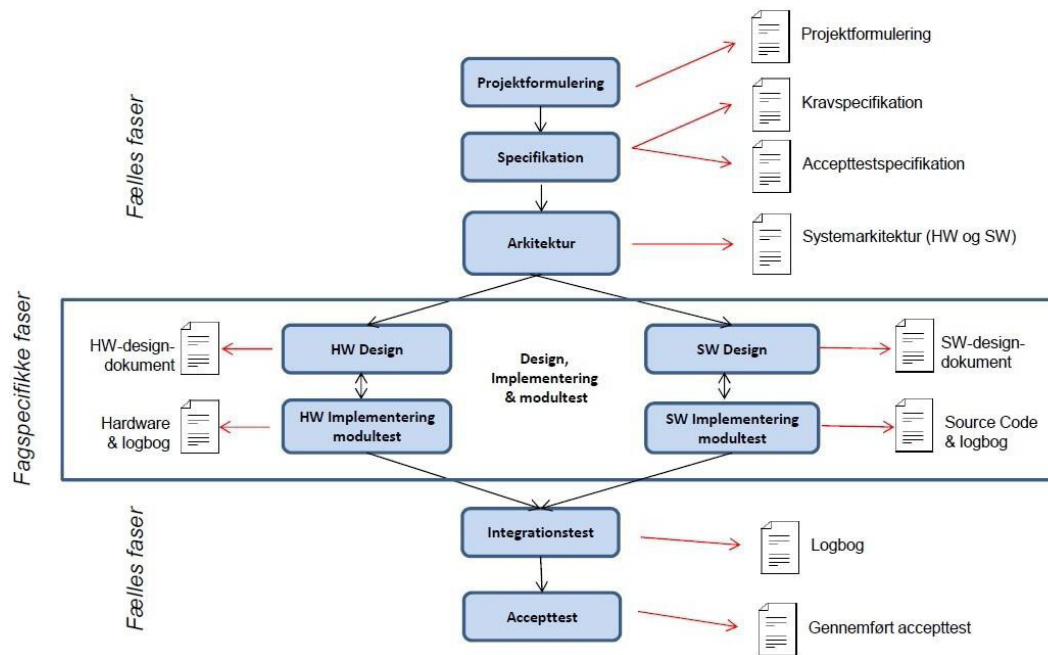 Projektformulering
Projektformulering
Kravspecifikation
Specifikation
Accepttestspecifikation
Fælles faser
Arkitektur
Systemarkitektur (HW og SW)
Fagspecifikke faser
HW-design-
dokument
HW Design
Design,
Implementering
& modultest
SW Design
SW-design-
dokument
Hardware
& logbog
HW Implementering
modultest
SW Implementering
modultest
Source Code
& logbog
Fælles faser
Integrationstest
Logbog
Accepttest
Gennemført accepttest